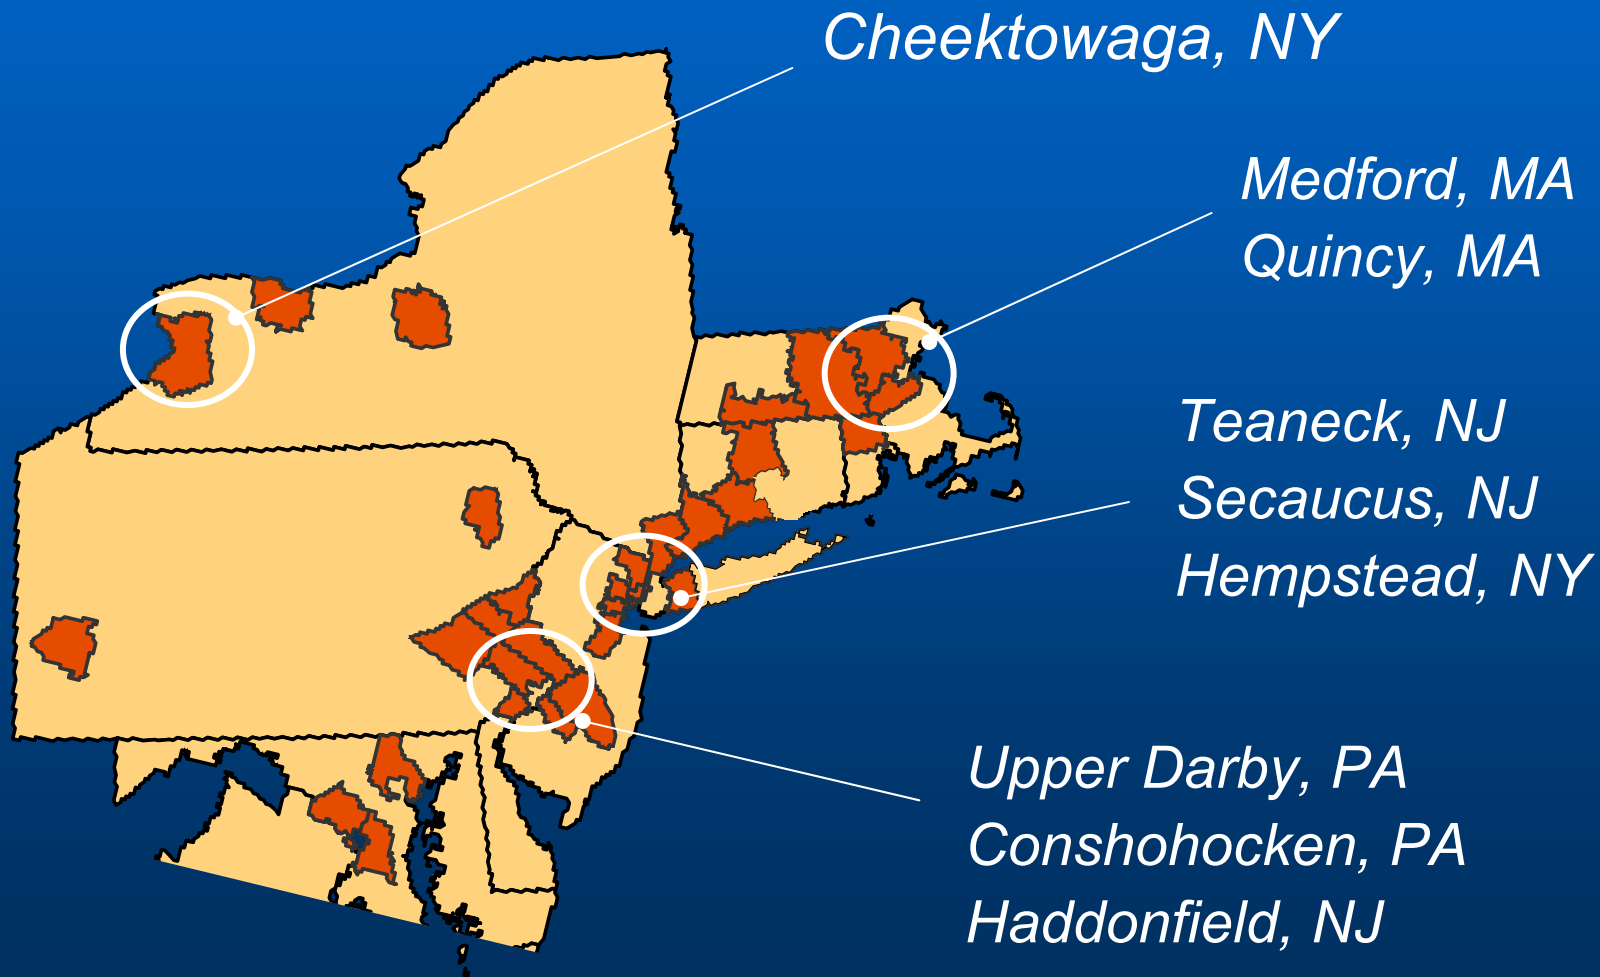 Cheektowaga, NY
Medford, MA
Quincy, MA
Teaneck, NJ
Secaucus, NJ
Hempstead, NY
Upper Darby, PA
Conshohocken, PA
Haddonfield, NJ